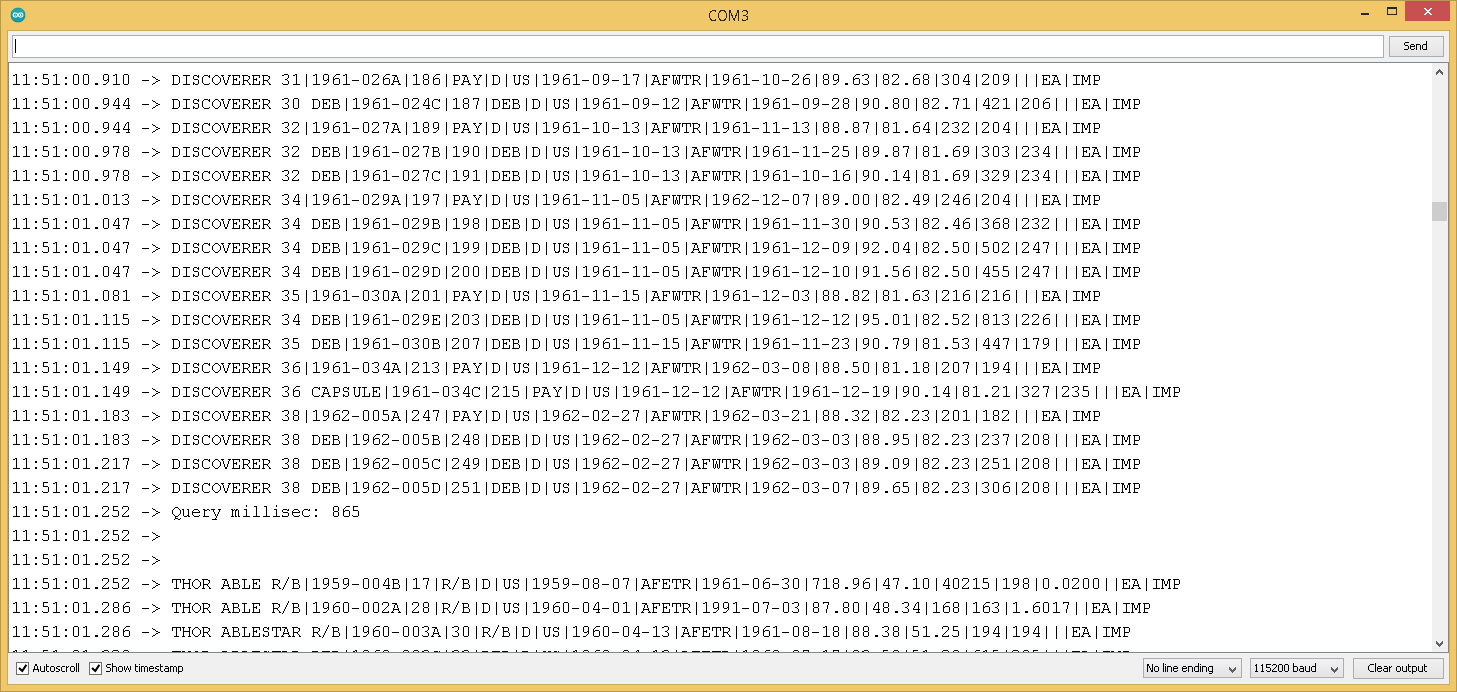 COM3
Send
11:51:00.910 -> DISCOVERER 31|1961-026A|186|PAY|D|US|1961-09-17|AFWTR|1961-10-26|89.63|82.68|304|209|||EA|IMP
11:51:00.944 -> DISCOVERER 30 DEB|1961-024C|187|DEB|D|US|1961-09-12|AFWTR|1961-09-28|90.80|82.71|421|206|||EA|IMP
11:51:00.944 -> DISCOVERER 32|1961-027A|189|PAY|D|US|1961-10-13|AFWTR|1961-11-13|88.87|81.64|232|204|||EA|IMP
11:51:00.978 -> DISCOVERER 32 DEB|1961-027B|190|DEB|D|US|1961-10-13|AFWTR|1961-11-25|89.87|81.69|303|234|||EA|IMP
11:51:00.978 -> DISCOVERER 32 DEB|1961-027C|191|DEB|D|US|1961-10-13|AFWTR|1961-10-16|90.14|81.69|329|234|||EA|IMP
11:51:01.013 -> DISCOVERER 34|1961-029A|197|PAY|D|US|1961-11-05|AFWTR|1962-12-07|89.00|82.49|246|204|||EA|IMP
11:51:01.047 -> DISCOVERER 34 DEB|1961-029B|198|DEB|D|US|1961-11-05|AFWTR|1961-11-30|90.53|82.46|368|232|||EA|IMP
11:51:01.047 -> DISCOVERER 34 DEB|1961-029C|199|DEB|D|US|1961-11-05|AFWTR|1961-12-09|92.04|82.50|502|247|||EA|IMP
11:51:01.047 -> DISCOVERER 34 DEB|1961-029D|200|DEB|D|US|1961-11-05|AFWTR|1961-12-10|91.56|82.50|455|247|||EA|IMP
11:51:01.081 -> DISCOVERER 35|1961-030A|201|PAY|D|US|1961-11-15|AFWTR|1961-12-03|88.82|81.63|216|216|||EA|IMP
11:51:01.115 -> DISCOVERER 34 DEB|1961-029E|203|DEB|D|US|1961-11-05|AFWTR|1961-12-12|95.01|82.52|813|226|||EA|IMP
11:51:01.115 -> DISCOVERER 35 DEB|1961-030B|207|DEB|D|US|1961-11-15|AFWTR|1961-11-23|90.79|81.53|447|179|||EA|IMP
11:51:01.149 -> DISCOVERER 36|1961-034A|213|PAY|D|US|1961-12-12|AFWTR|1962-03-08|88.50|81.18|207|194|||EA|IMP
11:51:01.149 -> DISCOVERER 36 CAPSULE|1961-034C|215|PAY|D|US|1961-12-12|AFWTR|1961-12-19|90.14|81.21|327|235|||EA|IMP
11:51:01.183 -> DISCOVERER 38|1962-005A|247|PAY|D|US|1962-02-27|AFWTR|1962-03-21|88.32|82.23|201|182|||EA|IMP
11:51:01.183 -> DISCOVERER 38 DEB|1962-005B|248|DEB|D|US|1962-02-27|AFWTR|1962-03-03|88.95|82.23|237|208|||EA|IMP
11:51:01.217 -> DISCOVERER 38 DEB|1962-005C|249|DEB|D|US|1962-02-27|AFWTR|1962-03-03|89.09|82.23|251|208|||EA|IMP
11:51:01.217 -> DISCOVERER 38 DEB|1962-005D|251|DEB|D|US|1962-02-27|AFWTR|1962-03-07|89.65|82.23|306|208|||EA|IMP
11:51:01.252 -> Query millisec: 865
11:51:01.252 ->
11:51:01.252 ->
11:51:01.252 -> THOR ABLE R/B|1959-004B|17|R/B|D|US|1959-08-07|AFETR|1961-06-30|718.96|47.10|40215|198|0.0200||EA|IMP
11:51:01.286 -> THOR ABLE R/B|1960-002A|28|R/B|D|US|1960-04-01|AFETR|1991-07-03|87.80|48.34|168|163|1.6017||EA|IMP
11:51:01.286 -> THOR ABLESTAR R/B|1960-003A|30|R/B|D|US|1960-04-13|AFETR|1961-08-18|88.38|51.25|194|194|||EA|IMP
Autoscroll
Show timestamp
No line ending
115200 baud
Clear output